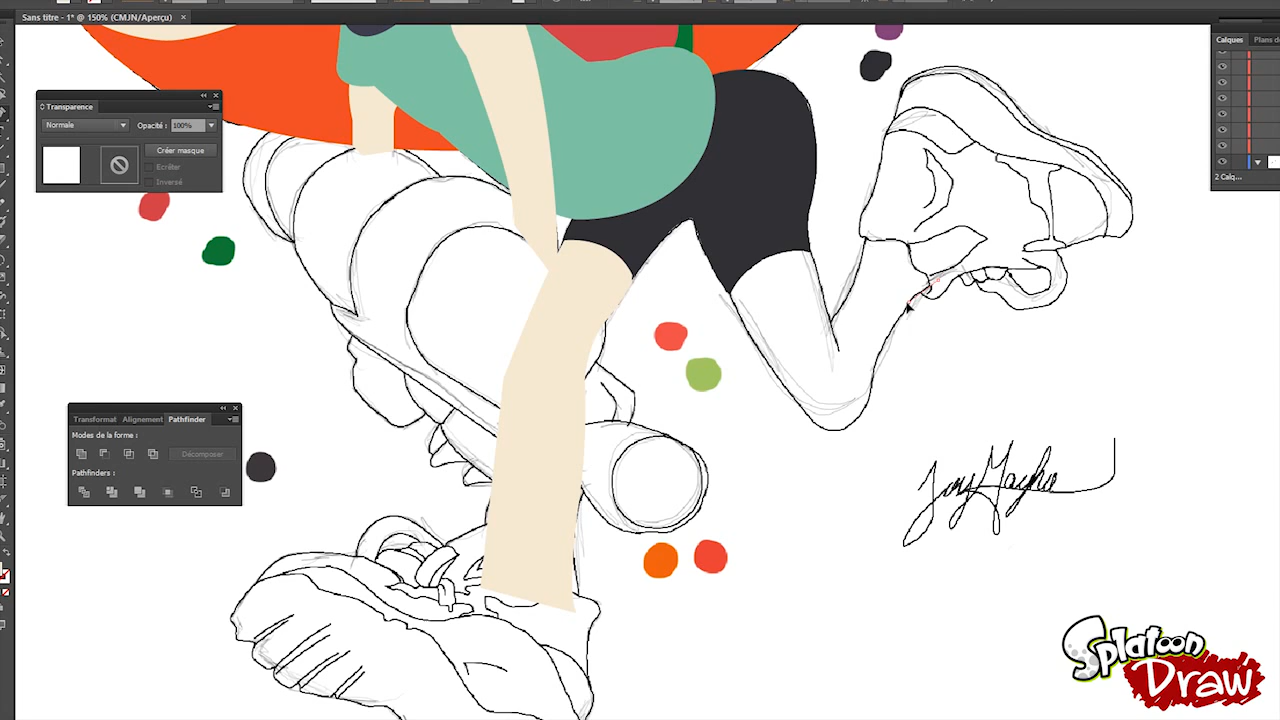 Sans titre - 1* @ 150% (CMJN/Aperçu)
Transparence
Normale
Opacité : 100%
Créer masque
Ecrêter
Inversé
Calques
Plans de
2 Calq...
Transformat
Alignement
Pathfinder
Modes de la forme :
Décomposer
Pathfinders :
Splatoon
Draw